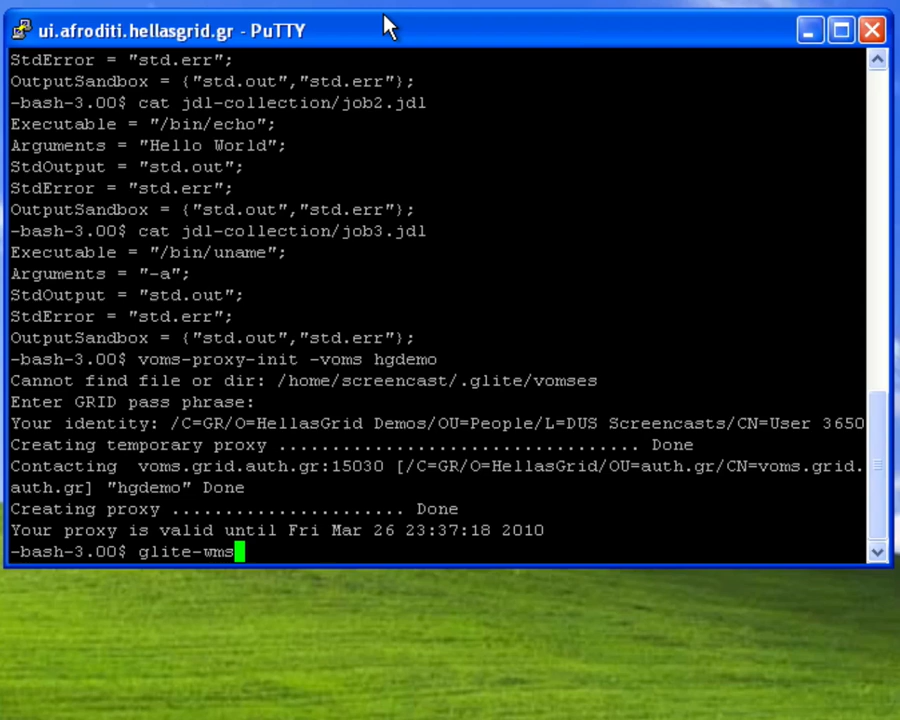 ui.afroditi.hellasgrid.gr - PuTTY
StdError = "std.err";
OutputSandbox = {"std.out","std.err"};
-bash-3.00$ cat jdl-collection/job2.jdl
Executable = "/bin/echo";
Arguments = "Hello World";
StdOutput = "std.out";
StdError = "std.err";
OutputSandbox = {"std.out","std.err"};
-bash-3.00$ cat jdl-collection/job3.jdl
Executable = "/bin/uname";
Arguments = "-a";
StdOutput = "std.out";
StdError = "std.err";
OutputSandbox = {"std.out","std.err"};
-bash-3.00$ voms-proxy-init -voms hgdemo
Cannot find file or dir: /home/screencast/.glite/vomses
Enter GRID pass phrase:
Your identity: /C=GR/O=HellasGrid Demos/OU=People/L=DUS Screencasts/CN=User 3650
Creating temporary proxy .................................. Done
Contacting  voms.grid.auth.gr:15030 [/C=GR/O=HellasGrid/OU=auth.gr/CN=voms.grid.
auth.gr] "hgdemo" Done
Creating proxy ...................... Done
Your proxy is valid until Fri Mar 26 23:37:18 2010
-bash-3.00$ glite-wms